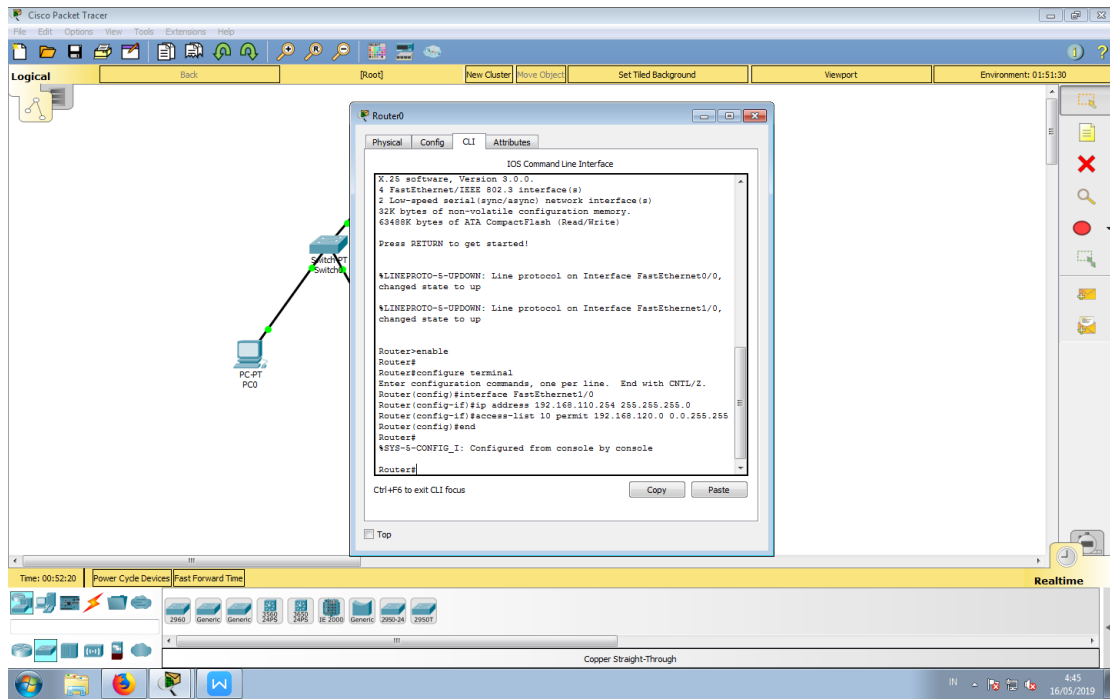 Cisco Packet Tracer
File Edit Options View Tools Extensions Help
Logical Back [Root] New Cluster Move Object Set Tiled Background Viewport Environment: 01:51:30
Router0
Physical Config CLI Attributes
IOS Command Line Interface
X.25 software, Version 3.0.0.
4 FastEthernet/IEEE 802.3 interface(s)
2 Low-speed serial(sync/async) network interface(s)
32K bytes of non-volatile configuration memory.
63488K bytes of ATA CompactFlash (Read/Write)
Press RETURN to get started!
%LINEPROTO-5-UPDOWN: Line protocol on Interface FastEthernet0/0,
changed state to up
%LINEPROTO-5-UPDOWN: Line protocol on Interface FastEthernet1/0,
changed state to up
Router>enable
Router#
Router#configure terminal
Enter configuration commands, one per line. End with CNTL/Z.
Router(config)#interface FastEthernet1/0
Router(config-if)#ip address 192.168.110.254 255.255.255.0
Router(config-if)#access-list 10 permit 192.168.120.0 0.0.255.255
Router(config)#end
Router#
%SYS-5-CONFIG_I: Configured from console by console
Router#
Ctrl+F6 to exit CLI focus Copy Paste
Top
Switch-PT
Switch0
PC-PT
PC0
Time: 00:52:20 Power Cycle Devices Fast Forward Time Realtime
2960 Generic Generic 3560 24PS 3650 24PS IE 2000 Generic 2950-24 2950T
Copper Straight-Through
IN 4:45
16/05/2019